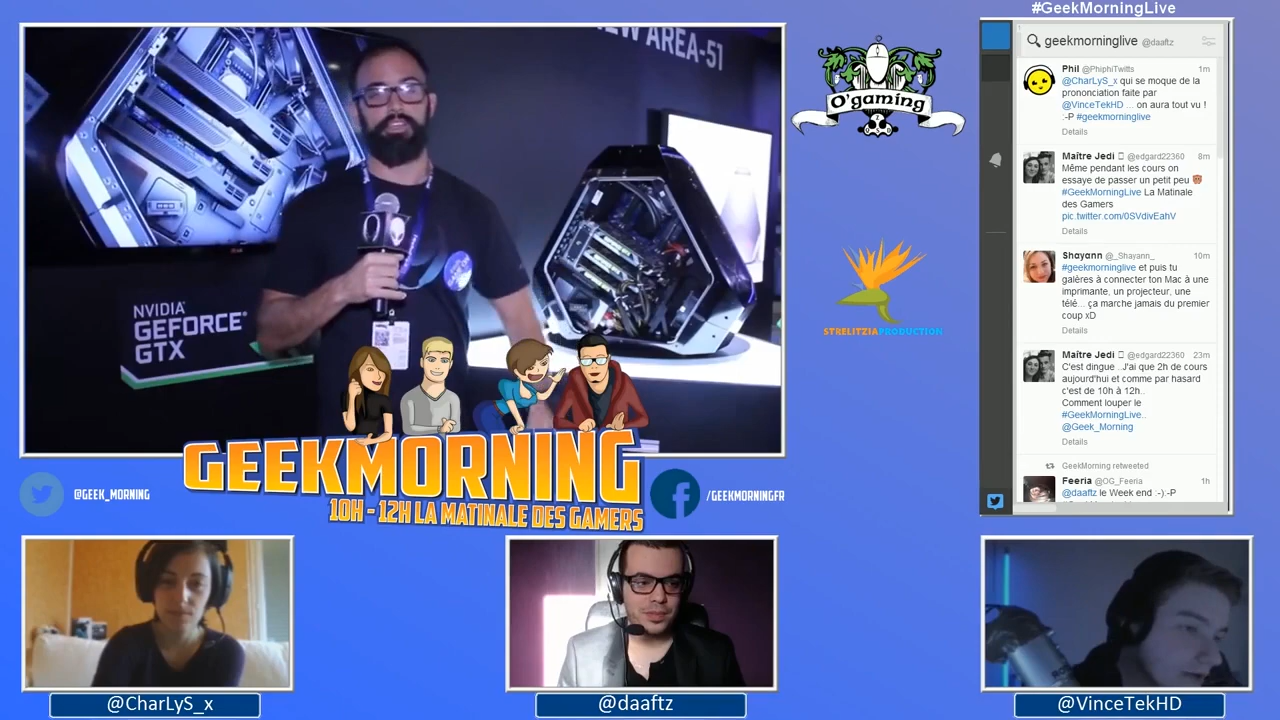 #GeekMorningLive
NEW AREA-51
NVIDIA
GEFORCE®
GTX
GEEKMORNING
10H - 12H LA MATINALE DES GAMERS
@GEEK_MORNING
/GEEKMORNINGFR
O'gaming
STRELITZIAPRODUCTION
geekmorninglive @daaftz
Phil @PhiphiTwitts 1m
@CharLyS_x qui se moque de la
prononciation faite par
@VinceTekHD ... on aura tout vu !
:-P #geekmorninglive
Details
Maître Jedi @edgard22360 8m
Même pendant les cours on
essaye de passer un petit peu
#GeekMorningLive La Matinale
des Gamers
pic.twitter.com/0SVdivEahV
Details
Shayann @_Shayann_ 10m
#geekmorninglive et puis tu
galères à connecter ton Mac à une
imprimante, un projecteur, une
télé... ça marche jamais du premier
coup xD
Details
Maître Jedi @edgard22360 23m
C'est dingue ..J'ai que 2h de cours
aujourd'hui et comme par hasard
c'est de 10h à 12h..
Comment louper le
#GeekMorningLive..
@Geek_Morning
Details
GeekMorning retweeted
Feeria @OG_Feeria 1h
@daaftz le Week end :-):-P
@CharLyS_x
@daaftz
@VinceTekHD